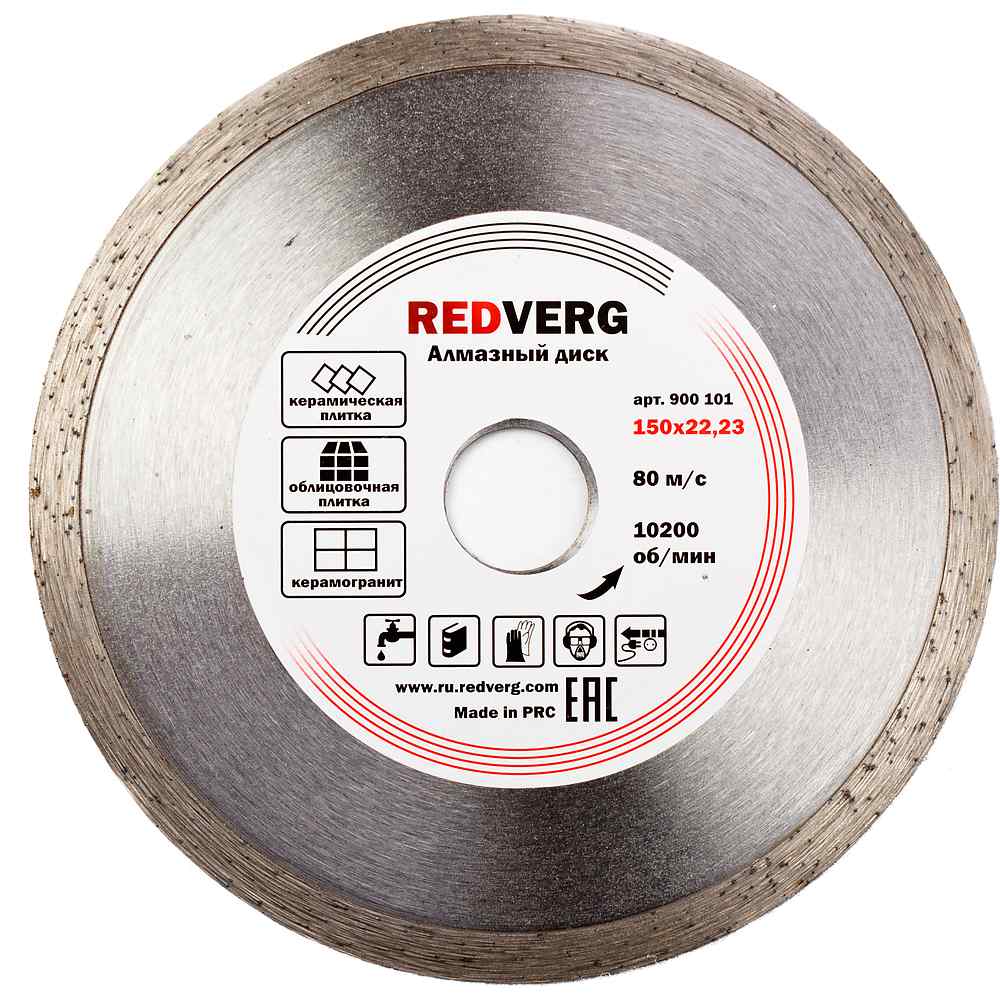 REDVERG
Алмазный диск
керамическая
плитка
облицовочная
плитка
керамогранит
арт. 900 101
150x22,23
80 м/с
10200
об/мин
www.ru.redverg.com
Made in PRC EAC